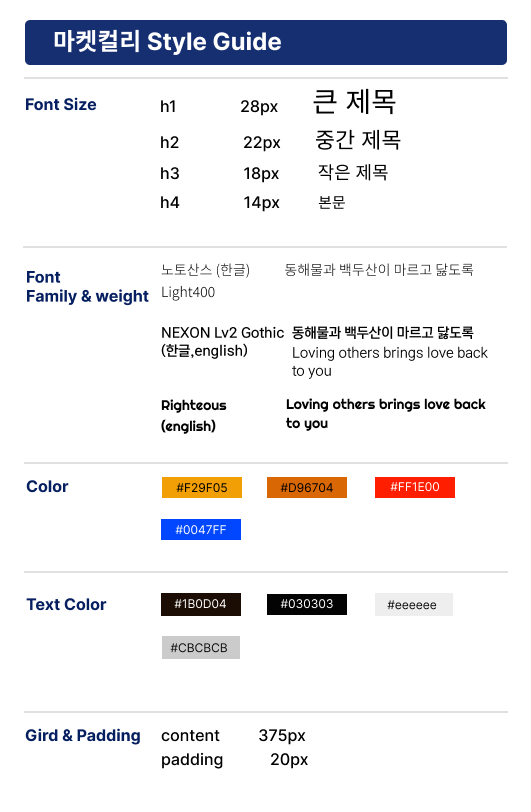 마켓컬리 Style Guide
Font Size
h1 28px 큰 제목
h2 22px 중간 제목
h3 18px 작은 제목
h4 14px 본문
Font
Family & weight
노토산스 (한글) 동해물과 백두산이 마르고 닳도록
Light400
NEXON Lv2 Gothic 동해물과 백두산이 마르고 닳도록
(한글,english) Loving others brings love back
to you
Righteous Loving others brings love back
(english) to you
Color
#F29F05 #D96704 #FF1E00
#0047FF
Text Color
#1B0D04 #030303 #eeeeee
#CBCBCB
Gird & Padding
content 375px
padding 20px